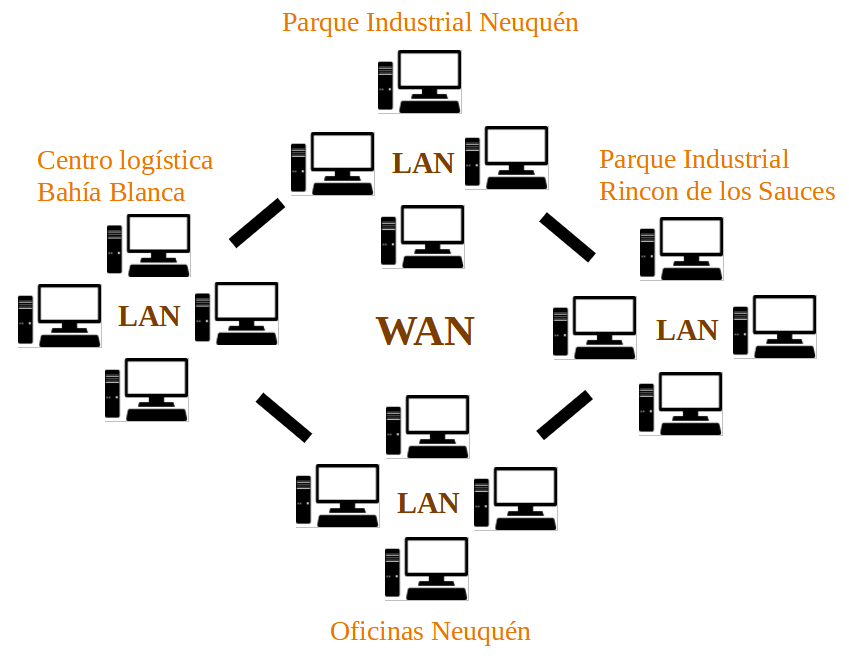 Parque Industrial Neuquén
LAN
Centro logística
Bahía Blanca
Parque Industrial
Rincon de los Sauces
LAN
WAN
LAN
LAN
Oficinas Neuquén